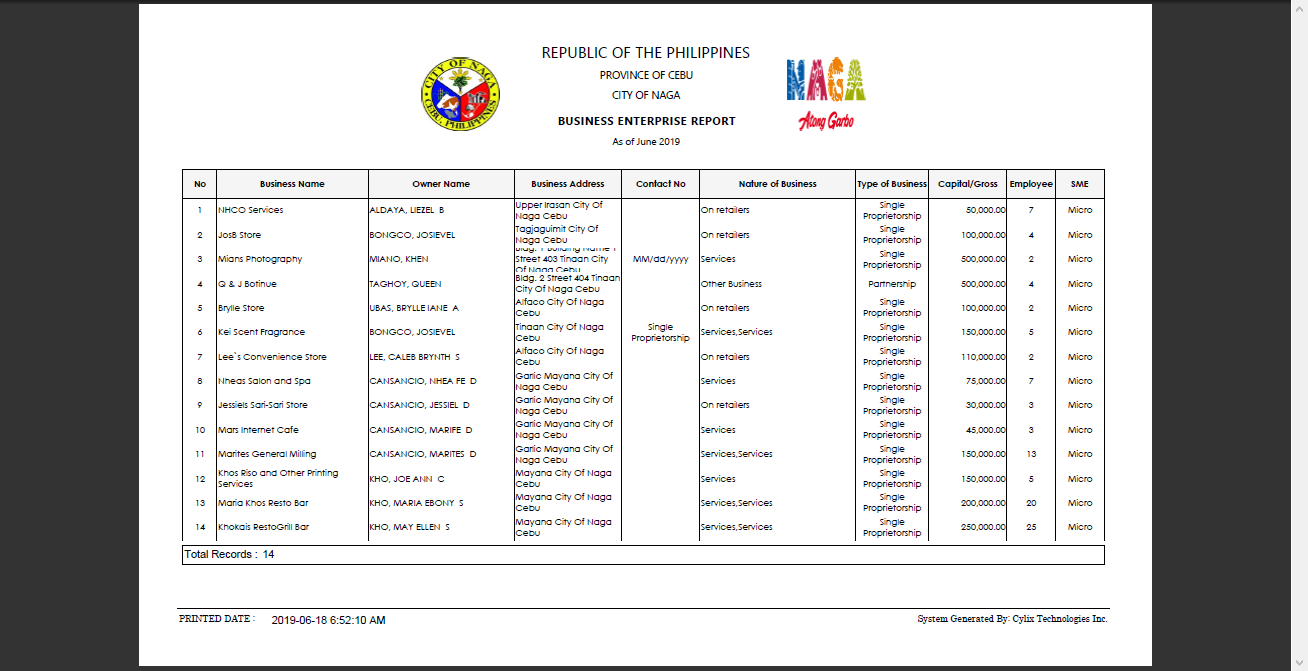 REPUBLIC OF THE PHILIPPINES
PROVINCE OF CEBU
CITY OF NAGA
BUSINESS ENTERPRISE REPORT
As of June 2019
CITY OF NAGA
CEBU, PHILIPPINES
NAGA
Atong Garbo
No Business Name Owner Name Business Address Contact No Nature of Business Type of Business Capital/Gross Employee SME
1 NHCO Services ALDAYA, LIEZEL B Upper Irasan City Of Naga Cebu On retailers Single Proprietorship 50,000.00 7 Micro
2 JosB Store BONGCO, JOSIEVEL Tagjaguimit City Of Naga Cebu On retailers Single Proprietorship 100,000.00 4 Micro
3 Mians Photography MIANO, KHEN Bldg. 1 Building Name 1 Street 403 Tinaan City Of Naga Cebu MM/dd/yyyy Services Single Proprietorship 500,000.00 2 Micro
4 Q & J Botinue TAGHOY, QUEEN Bldg. 2 Street 404 Tinaan City Of Naga Cebu Other Business Partnership 500,000.00 4 Micro
5 Brylle Store UBAS, BRYLLE IANE A Alfaco City Of Naga Cebu On retailers Single Proprietorship 100,000.00 2 Micro
6 Kei Scent Fragrance BONGCO, JOSIEVEL Tinaan City Of Naga Cebu Single Proprietorship Services,Services Single Proprietorship 150,000.00 5 Micro
7 Lee`s Convenience Store LEE, CALEB BRYNTH S Alfaco City Of Naga Cebu On retailers Single Proprietorship 110,000.00 2 Micro
8 Nheas Salon and Spa CANSANCIO, NHEA FE D Garlic Mayana City Of Naga Cebu Services Single Proprietorship 75,000.00 7 Micro
9 Jessiels Sari-Sari Store CANSANCIO, JESSIEL D Garlic Mayana City Of Naga Cebu On retailers Single Proprietorship 30,000.00 3 Micro
10 Mars Internet Cafe CANSANCIO, MARIFE D Garlic Mayana City Of Naga Cebu Services Single Proprietorship 45,000.00 3 Micro
11 Marites General Milling CANSANCIO, MARITES D Garlic Mayana City Of Naga Cebu Services,Services Single Proprietorship 150,000.00 13 Micro
12 Khos Riso and Other Printing Services KHO, JOE ANN C Mayana City Of Naga Cebu Services Single Proprietorship 150,000.00 5 Micro
13 Maria Khos Resto Bar KHO, MARIA EBONY S Mayana City Of Naga Cebu Services,Services Single Proprietorship 200,000.00 20 Micro
14 Khokais RestoGrill Bar KHO, MAY ELLEN S Mayana City Of Naga Cebu Services,Services Single Proprietorship 250,000.00 25 Micro
Total Records : 14
PRINTED DATE : 2019-06-18 6:52:10 AM System Generated By: Cylix Technologies Inc.